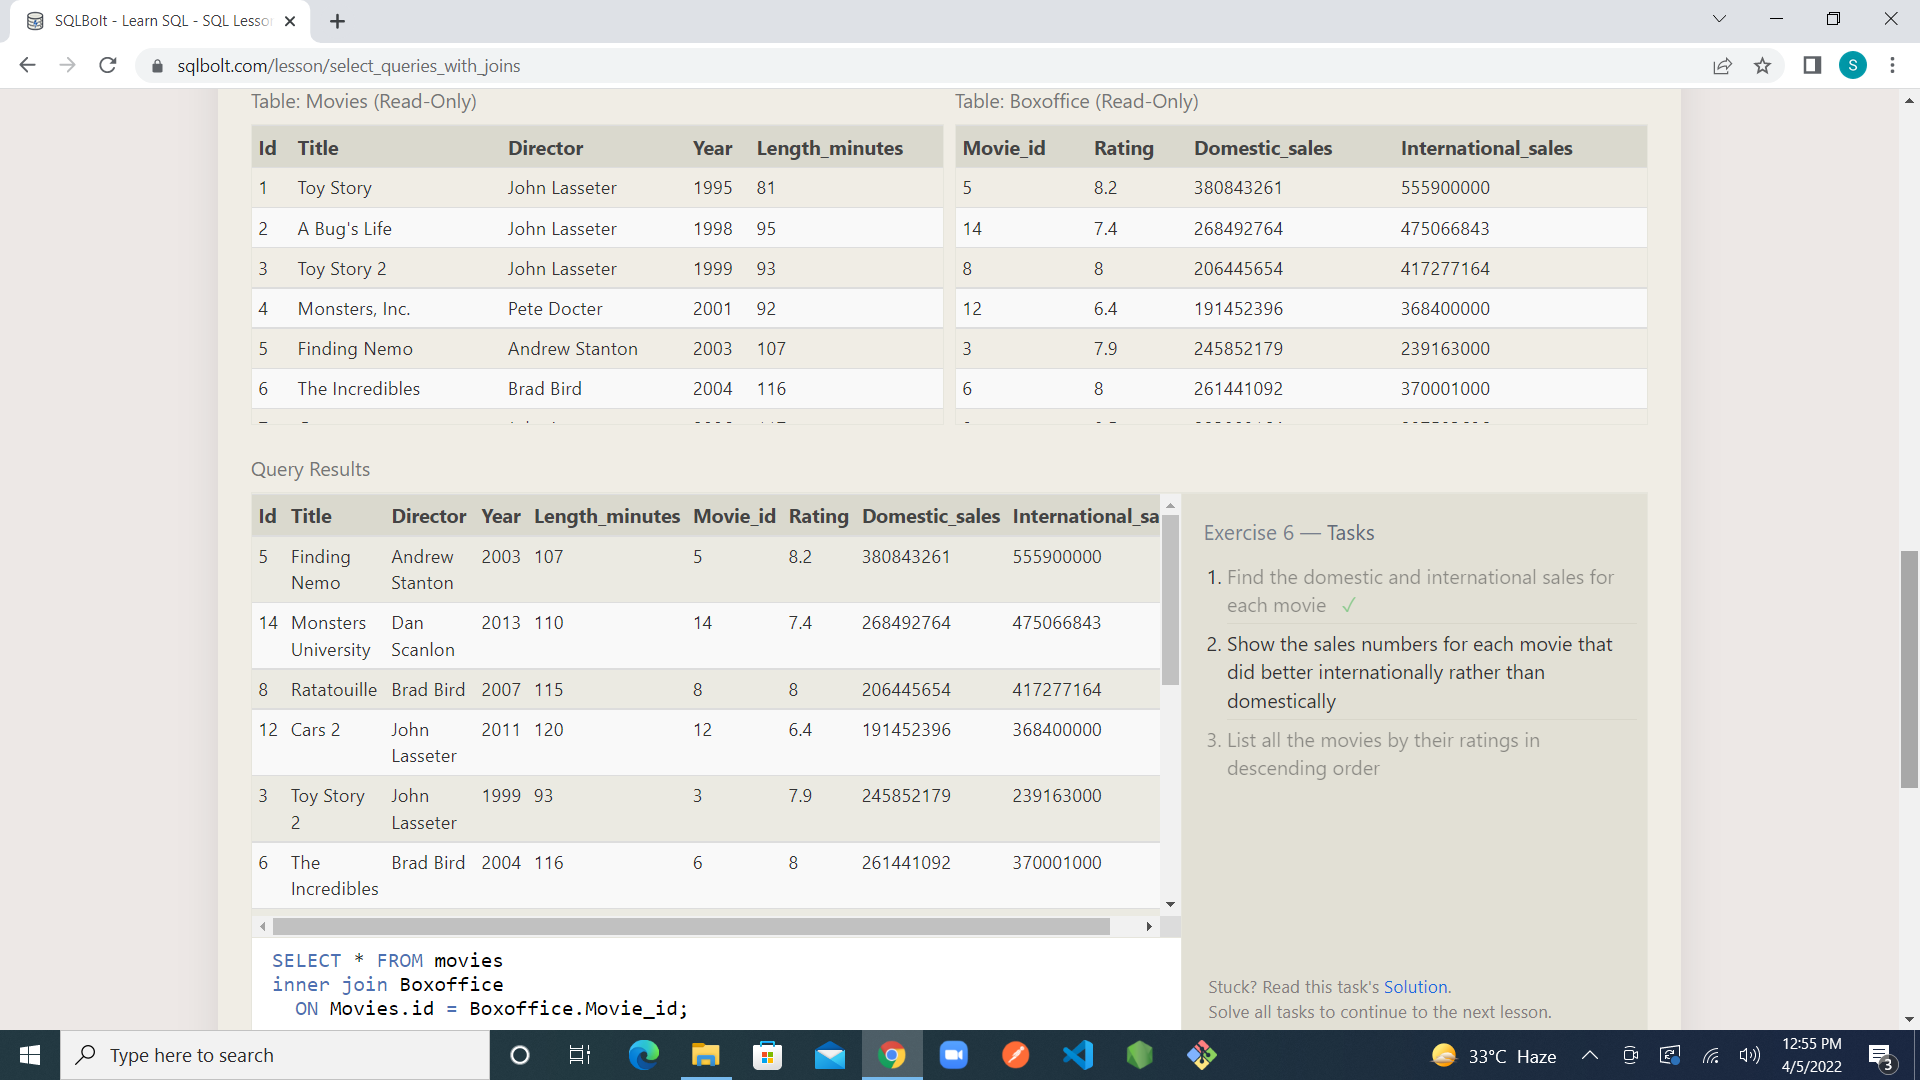 SQLBolt - Learn SQL - SQL Lesson
sqlbolt.com/lesson/select_queries_with_joins
S
Table: Movies (Read-Only)
Id Title Director Year Length_minutes
1 Toy Story John Lasseter 1995 81
2 A Bug's Life John Lasseter 1998 95
3 Toy Story 2 John Lasseter 1999 93
4 Monsters, Inc. Pete Docter 2001 92
5 Finding Nemo Andrew Stanton 2003 107
6 The Incredibles Brad Bird 2004 116
Table: Boxoffice (Read-Only)
Movie_id Rating Domestic_sales International_sales
5 8.2 380843261 555900000
14 7.4 268492764 475066843
8 8 206445654 417277164
12 6.4 191452396 368400000
3 7.9 245852179 239163000
6 8 261441092 370001000
Query Results
Id Title Director Year Length_minutes Movie_id Rating Domestic_sales International_sa
5 Finding Andrew 2003 107 5 8.2 380843261 555900000
Nemo Stanton
14 Monsters Dan 2013 110 14 7.4 268492764 475066843
University Scanlon
8 Ratatouille Brad Bird 2007 115 8 8 206445654 417277164
12 Cars 2 John 2011 120 12 6.4 191452396 368400000
Lasseter
3 Toy Story John 1999 93 3 7.9 245852179 239163000
2 Lasseter
6 The Brad Bird 2004 116 6 8 261441092 370001000
Incredibles
SELECT * FROM movies
inner join Boxoffice
ON Movies.id = Boxoffice.Movie_id;
Exercise 6 — Tasks
1. Find the domestic and international sales for
each movie ✓
2. Show the sales numbers for each movie that
did better internationally rather than
domestically
3. List all the movies by their ratings in
descending order
Stuck? Read this task's Solution.
Solve all tasks to continue to the next lesson.
Type here to search
33°C Haze
12:55 PM
4/5/2022
3